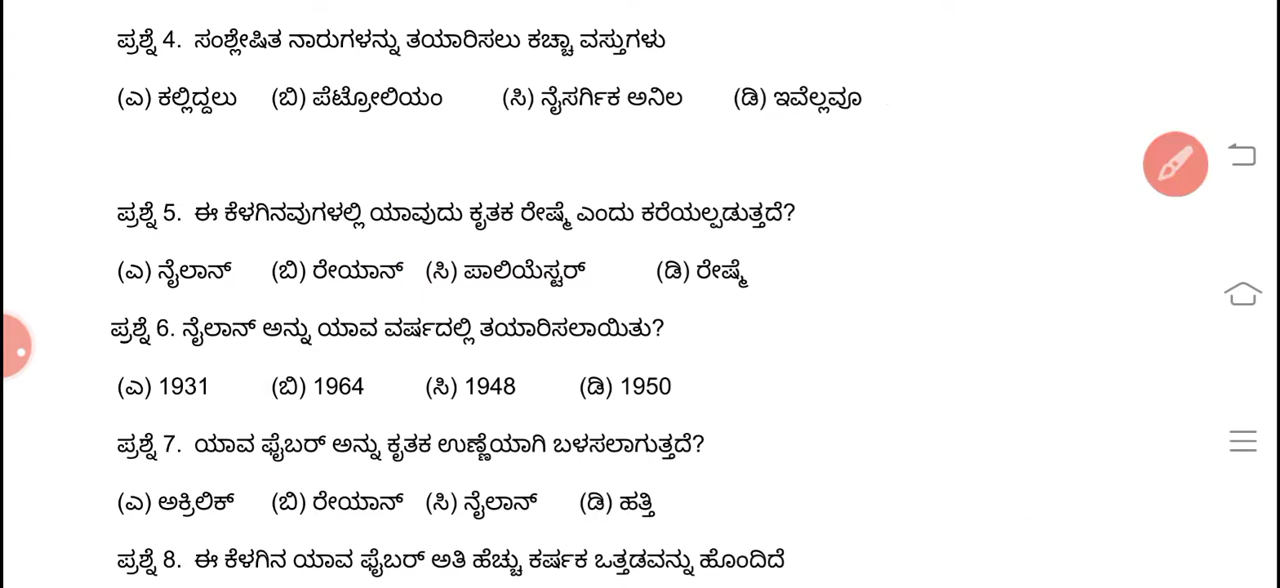 ಪ್ರಶ್ನೆ 4. ಸಂಶ್ಲೇಷಿತ ನಾರುಗಳನ್ನು ತಯಾರಿಸಲು ಕಚ್ಚಾ ವಸ್ತುಗಳು
(ಎ) ಕಲ್ಲಿದ್ದಲು (ಬಿ) ಪೆಟ್ರೋಲಿಯಂ (ಸಿ) ನೈಸರ್ಗಿಕ ಅನಿಲ (ಡಿ) ಇವೆಲ್ಲವೂ
ಪ್ರಶ್ನೆ 5. ಈ ಕೆಳಗಿನವುಗಳಲ್ಲಿ ಯಾವುದು ಕೃತಕ ರೇಷ್ಮೆ ಎಂದು ಕರೆಯಲ್ಪಡುತ್ತದೆ?
(ಎ) ನೈಲಾನ್ (ಬಿ) ರೇಯಾನ್ (ಸಿ) ಪಾಲಿಯೆಸ್ಟರ್ (ಡಿ) ರೇಷ್ಮೆ
ಪ್ರಶ್ನೆ 6. ನೈಲಾನ್ ಅನ್ನು ಯಾವ ವರ್ಷದಲ್ಲಿ ತಯಾರಿಸಲಾಯಿತು?
(ಎ) 1931 (ಬಿ) 1964 (ಸಿ) 1948 (ಡಿ) 1950
ಪ್ರಶ್ನೆ 7. ಯಾವ ಫೈಬರ್ ಅನ್ನು ಕೃತಕ ಉಣ್ಣೆಯಾಗಿ ಬಳಸಲಾಗುತ್ತದೆ?
(ಎ) ಅಕ್ರಿಲಿಕ್ (ಬಿ) ರೇಯಾನ್ (ಸಿ) ನೈಲಾನ್ (ಡಿ) ಹತ್ತಿ
ಪ್ರಶ್ನೆ 8. ಈ ಕೆಳಗಿನ ಯಾವ ಫೈಬರ್ ಅತಿ ಹೆಚ್ಚು ಕರ್ಷಕ ಒತ್ತಡವನ್ನು ಹೊಂದಿದೆ